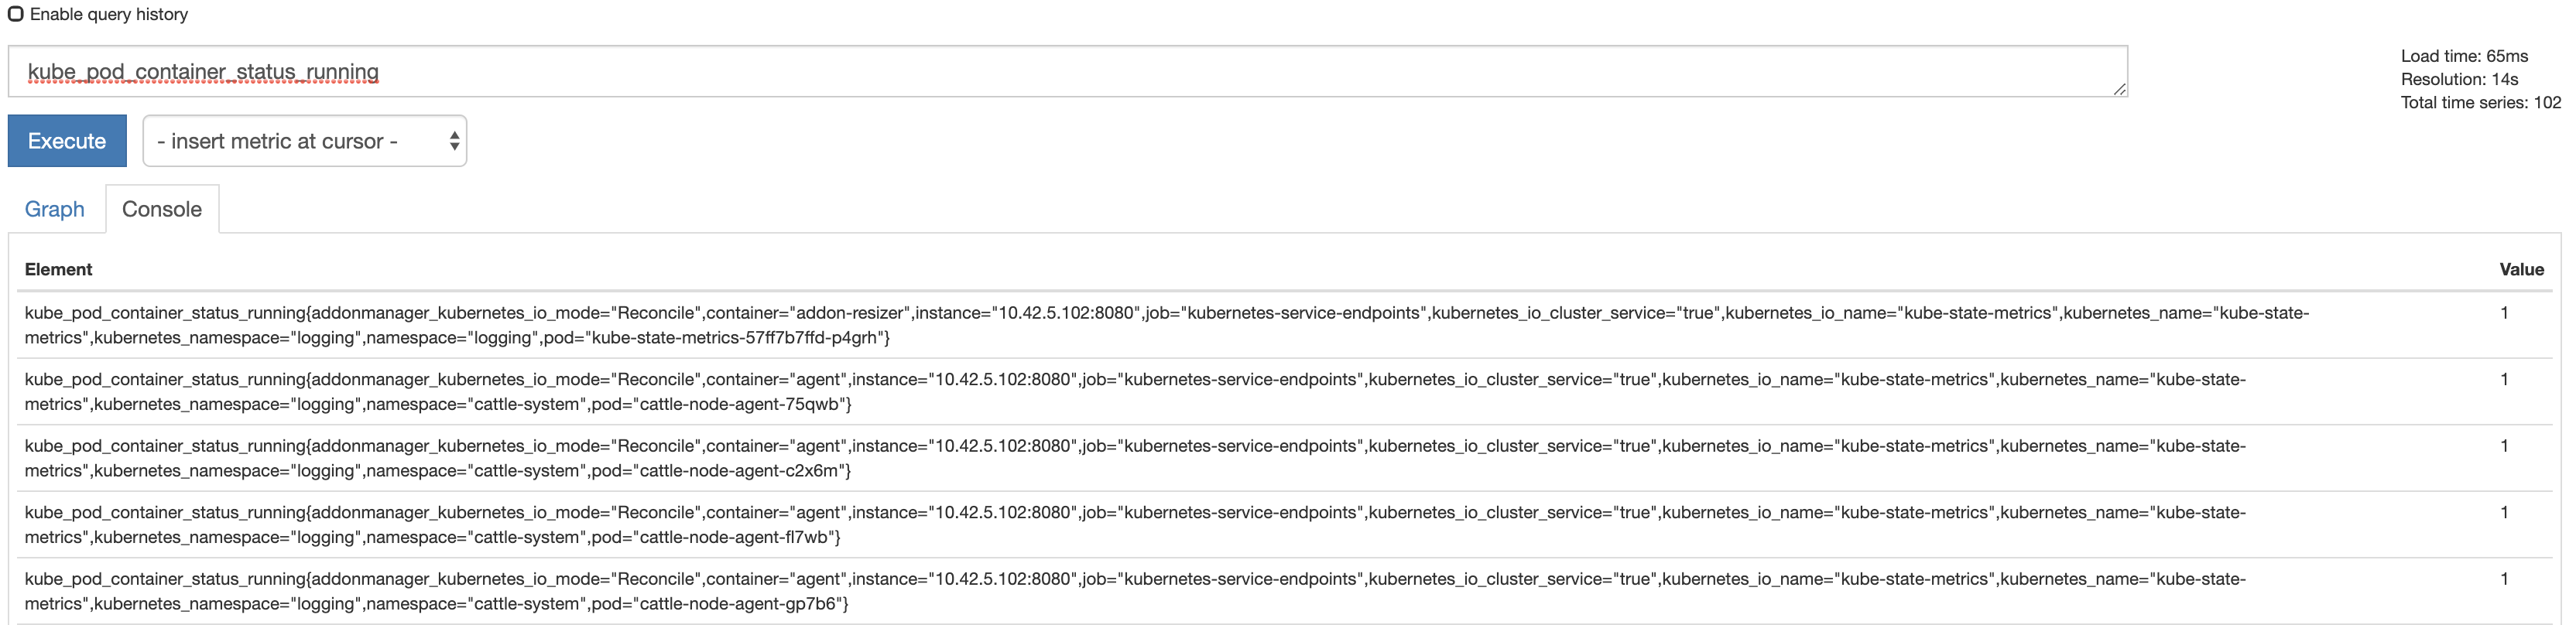 Enable query history
kube_pod_container_status_running
Load time: 65ms
Resolution: 14s
Total time series: 102
Execute
- insert metric at cursor -
Graph
Console
Element
Value
kube_pod_container_status_running{addonmanager_kubernetes_io_mode="Reconcile",container="addon-resizer",instance="10.42.5.102:8080",job="kubernetes-service-endpoints",kubernetes_io_cluster_service="true",kubernetes_io_name="kube-state-metrics",kubernetes_name="kube-state-
metrics",kubernetes_namespace="logging",namespace="logging",pod="kube-state-metrics-57ff7b7ffd-p4grh"}
1
kube_pod_container_status_running{addonmanager_kubernetes_io_mode="Reconcile",container="agent",instance="10.42.5.102:8080",job="kubernetes-service-endpoints",kubernetes_io_cluster_service="true",kubernetes_io_name="kube-state-metrics",kubernetes_name="kube-state-
metrics",kubernetes_namespace="logging",namespace="cattle-system",pod="cattle-node-agent-75qwb"}
1
kube_pod_container_status_running{addonmanager_kubernetes_io_mode="Reconcile",container="agent",instance="10.42.5.102:8080",job="kubernetes-service-endpoints",kubernetes_io_cluster_service="true",kubernetes_io_name="kube-state-metrics",kubernetes_name="kube-state-
metrics",kubernetes_namespace="logging",namespace="cattle-system",pod="cattle-node-agent-c2x6m"}
1
kube_pod_container_status_running{addonmanager_kubernetes_io_mode="Reconcile",container="agent",instance="10.42.5.102:8080",job="kubernetes-service-endpoints",kubernetes_io_cluster_service="true",kubernetes_io_name="kube-state-metrics",kubernetes_name="kube-state-
metrics",kubernetes_namespace="logging",namespace="cattle-system",pod="cattle-node-agent-fl7wb"}
1
kube_pod_container_status_running{addonmanager_kubernetes_io_mode="Reconcile",container="agent",instance="10.42.5.102:8080",job="kubernetes-service-endpoints",kubernetes_io_cluster_service="true",kubernetes_io_name="kube-state-metrics",kubernetes_name="kube-state-
metrics",kubernetes_namespace="logging",namespace="cattle-system",pod="cattle-node-agent-gp7b6"}
1